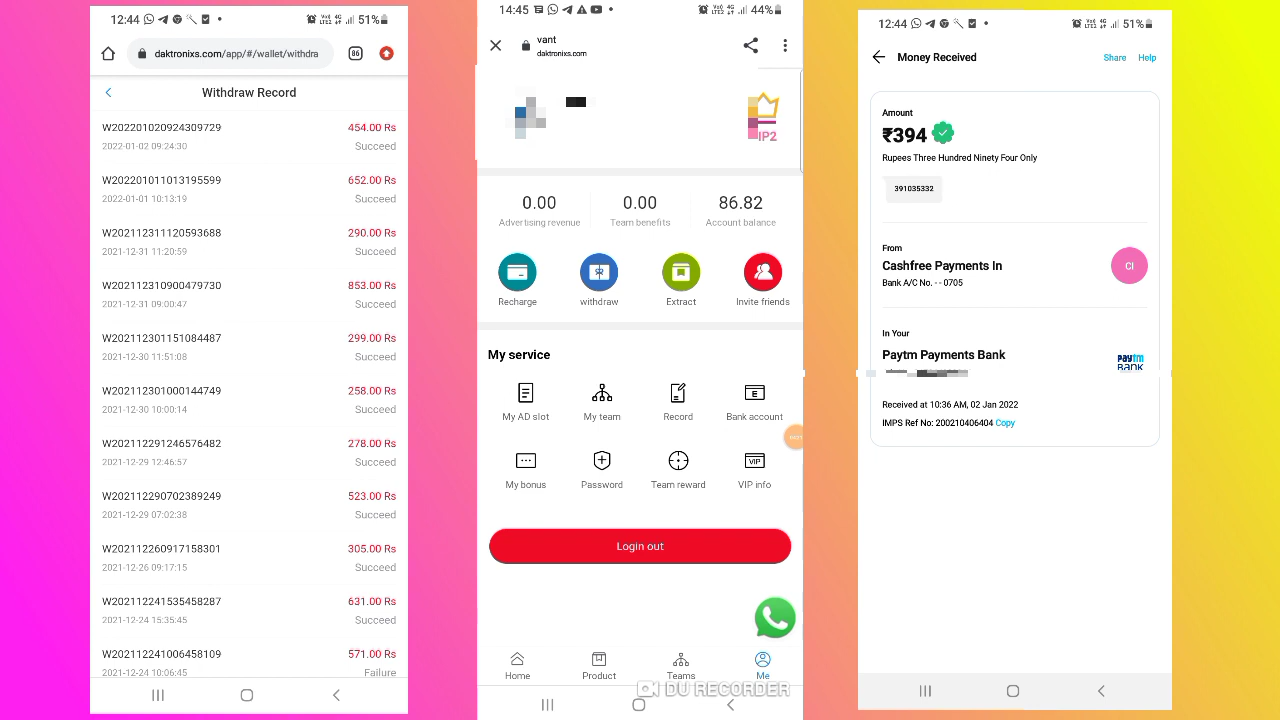 12:44
51%
daktronixs.com/app/#/wallet/withdra
86
Withdraw Record
W202201020924309729 454.00 Rs
2022-01-02 09:24:30 Succeed
W202201011013195599 652.00 Rs
2022-01-01 10:13:19 Succeed
W202112311120593688 290.00 Rs
2021-12-31 11:20:59 Succeed
W202112310900479730 853.00 Rs
2021-12-31 09:00:47 Succeed
W202112301151084487 299.00 Rs
2021-12-30 11:51:08 Succeed
W202112301000144749 258.00 Rs
2021-12-30 10:00:14 Succeed
W202112291246576482 278.00 Rs
2021-12-29 12:46:57 Succeed
W202112290702389249 523.00 Rs
2021-12-29 07:02:38 Succeed
W202112260917158301 305.00 Rs
2021-12-26 09:17:15 Succeed
W202112241535458287 631.00 Rs
2021-12-24 15:35:45 Succeed
W202112241006458109 571.00 Rs
2021-12-24 10:06:45 Failure
14:45
44%
vant
daktronixs.com
IP2
0.00 0.00 86.82
Advertising revenue Team benefits Account balance
Recharge withdraw Extract Invite friends
My service
My AD slot My team Record Bank account
My bonus Password Team reward VIP info
Login out
Home Product Teams Me
DU RECORDER
12:44
51%
Money Received Share Help
Amount
₹394
Rupees Three Hundred Ninety Four Only
391035332
From
Cashfree Payments In
CI
Bank A/C No. - - 0705
In Your
Paytm Payments Bank
paytm
BANK
Received at 10:36 AM, 02 Jan 2022
IMPS Ref No: 200210406404 Copy